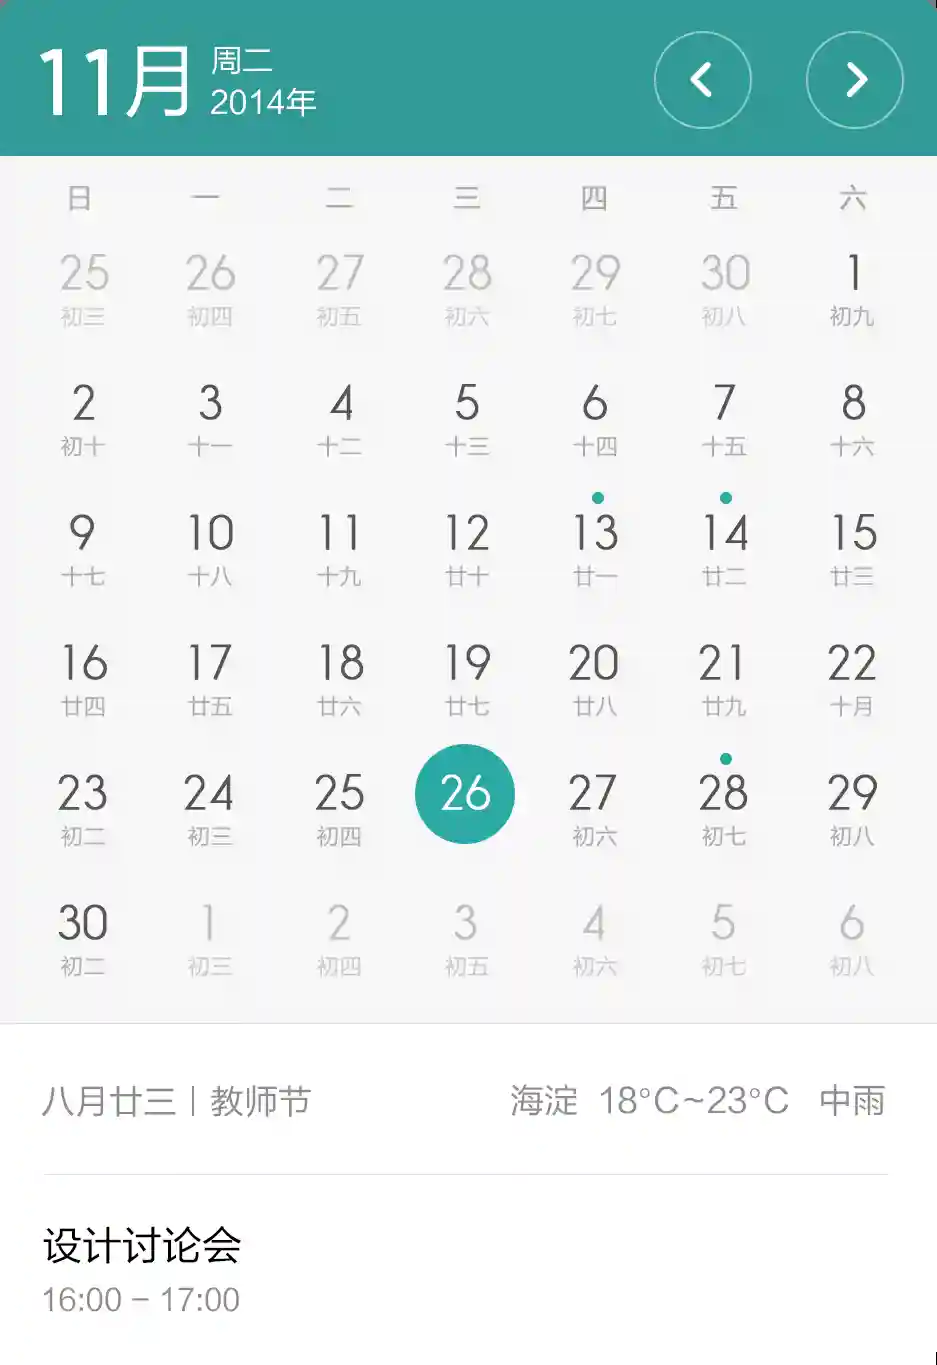 11月 周二
2014年
日 一 二 三 四 五 六
25 26 27 28 29 30 1
初三 初四 初五 初六 初七 初八 初九
2 3 4 5 6 7 8
初十 十一 十二 十三 十四 十五 十六
9 10 11 12 13 14 15
十七 十八 十九 廿十 廿一 廿二 廿三
16 17 18 19 20 21 22
廿四 廿五 廿六 廿七 廿八 廿九 十月
23 24 25 26 27 28 29
初二 初三 初四 初六 初七 初八
30 1 2 3 4 5 6
初二 初三 初四 初五 初六 初七 初八
八月廿三 | 教师节 海淀 18°C~23°C 中雨
设计讨论会
16:00 – 17:00